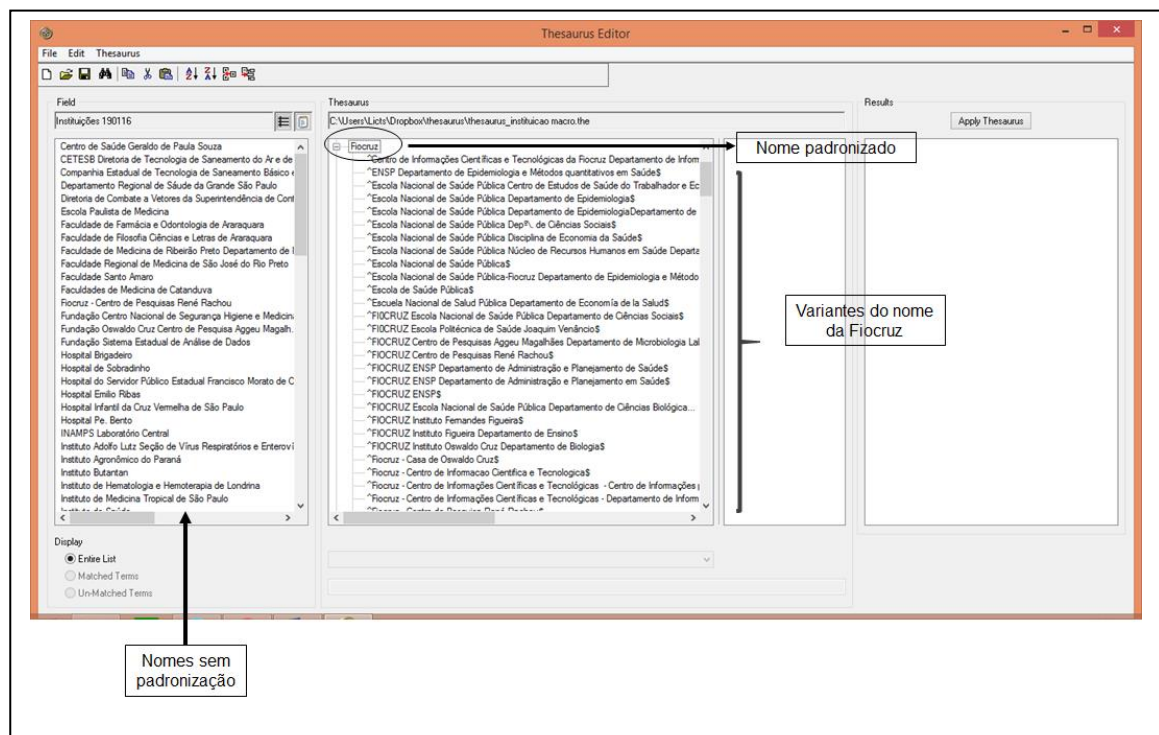 Thesaurus Editor
File Edit Thesaurus
Field
Instituições 190116
Centro de Saúde Geraldo de Paula Souza
CETESB Diretoria de Tecnologia de Saneamento do Ar e de
Companhia Estadual de Tecnologia de Saneamento Básico e
Departamento Regional de Sáude da Grande São Paulo
Diretoria de Combate a Vetores da Superintendência de Cont
Escola Paulista de Medicina
Faculdade de Farmácia e Odontologia de Araraquara
Faculdade de Filosofia Ciências e Letras de Araraquara
Faculdade de Medicina de Ribeirão Preto Departamento de
Faculdade Regional de Medicina de São José do Rio Preto
Faculdade Santo Amaro
Faculdades de Medicina de Catanduva
Fiocruz - Centro de Pesquisas René Rachou
Fundação Centro Nacional de Segurança Higiene e Medicin
Fundação Oswaldo Cruz Centro de Pesquisa Aggeu Magalh.
Fundação Sistema Estadual de Análise de Dados
Hospital Brigadeiro
Hospital de Sobradinho
Hospital do Servidor Público Estadual Francisco Morato de C
Hospital Emilio Ribas
Hospital Infantil da Cruz Vermelha de São Paulo
Hospital Pe. Bento
INAMPS Laboratório Central
Instituto Adolfo Lutz Seção de Vírus Respiratórios e Enteroví
Instituto Agronômico do Paraná
Instituto Butantan
Instituto de Hematologia e Hemoterapia de Londrina
Instituto de Medicina Tropical de São Paulo
Instituto de Saúde
Display
Entire List
Matched Terms
Un-Matched Terms
Thesaurus
C:\Users\Licts\Dropbox\thesaurus\thesaurus_instituicao macro.the
Fiocruz
^Centro de Informações Científicas e Tecnológicas da Fiocruz Departamento de Inform
^ENSP Departamento de Epidemiologia e Métodos quantitativos em Saúde$
^Escola Nacional de Saúde Pública Centro de Estudos de Saúde do Trabalhador e Ec
^Escola Nacional de Saúde Pública Departamento de Epidemiologia$
^Escola Nacional de Saúde Pública Departamento de EpidemiologiaDepartamento de
^Escola Nacional de Saúde Pública Depº\. de Ciências Sociais$
^Escola Nacional de Saúde Pública Disciplina de Economia da Saúde$
^Escola Nacional de Saúde Pública Núcleo de Recursos Humanos em Saúde Departa
^Escola Nacional de Saúde Pública$
^Escola Nacional de Saúde Pública-Fiocruz Departamento de Epidemiologia e Método
^Escola de Saúde Pública$
^Escuela Nacional de Salud Pública Departamento de Economía de la Salud$
^FI0CRUZ Escola Nacional de Saúde Pública Departamento de Ciências Sociais$
^FIOCRUZ Escola Politécnica de Saúde Joaquim Venâncio$
^FIOCRUZ Centro de Pesquisas Aggeu Magalhães Departamento de Microbiologia Lal
^FIOCRUZ Centro de Pesquisas René Rachou$
^FIOCRUZ ENSP Departamento de Administração e Planejamento de Saúde$
^FIOCRUZ ENSP Departamento de Administração e Planejamento em Saúde$
^FIOCRUZ ENSP$
^FIOCRUZ Escola Nacional de Saúde Pública Departamento de Ciências Biológica...
^FIOCRUZ Instituto Fernandes Figueira$
^FIOCRUZ Instituto Figueira Departamento de Ensino$
^FIOCRUZ Instituto Oswaldo Cruz Departamento de Biologia$
^Fiocruz - Casa de Oswaldo Cruz$
^Fiocruz - Centro de Informacao Cientifica e Tecnologica$
^Fiocruz - Centro de Informações Científicas e Tecnológicas - Centro de Informações
^Fiocruz - Centro de Informações Científicas e Tecnológicas - Departamento de Inform
^Fiocruz - Centro de Pesquisa René Rachou$
Results
Apply Thesaurus
Nome padronizado
Variantes do nome
da Fiocruz
Nomes sem
padronização